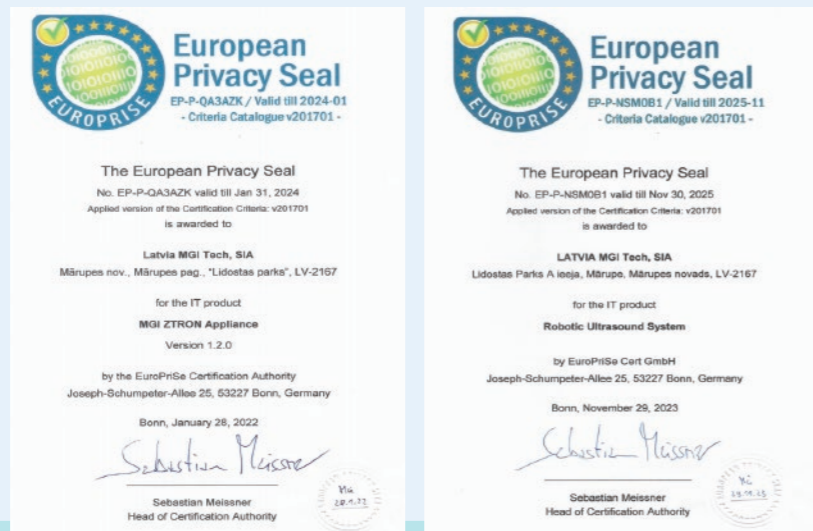 EUROPRISE
European
Privacy Seal
EP-P-QA3AZK / Valid till 2024-01
- Criteria Catalogue v201701 -
The European Privacy Seal
No. EP-P-QA3AZK valid till Jan 31, 2024
Applied version of the Certification Criteria: v201701
is awarded to
Latvia MGI Tech, SIA
Mārupes nov., Mārupes pag., "Lidostas parks", LV-2167
for the IT product
MGI ZTRON Appliance
Version 1.2.0
by the EuroPriSe Certification Authority
Joseph-Schumpeter-Allee 25, 53227 Bonn, Germany
Bonn, January 28, 2022
Sebastian Meissner
Sebastian Meissner
Head of Certification Authority
EUROPRISE
European
Privacy Seal
EP-P-NSM0B1 / Valid till 2025-11
- Criteria Catalogue v201701 -
The European Privacy Seal
No. EP-P-NSM0B1 valid till Nov 30, 2025
Applied version of the Certification Criteria: v201701
is awarded to
LATVIA MGI Tech, SIA
Lidostas Parks A ieeja, Mārupe, Mārupes novads, LV-2167
for the IT product
Robotic Ultrasound System
by EuroPriSe Cert GmbH
Joseph-Schumpeter-Allee 25, 53227 Bonn, Germany
Bonn, November 29, 2023
Sebastian Meissner
Sebastian Meissner
Head of Certification Authority